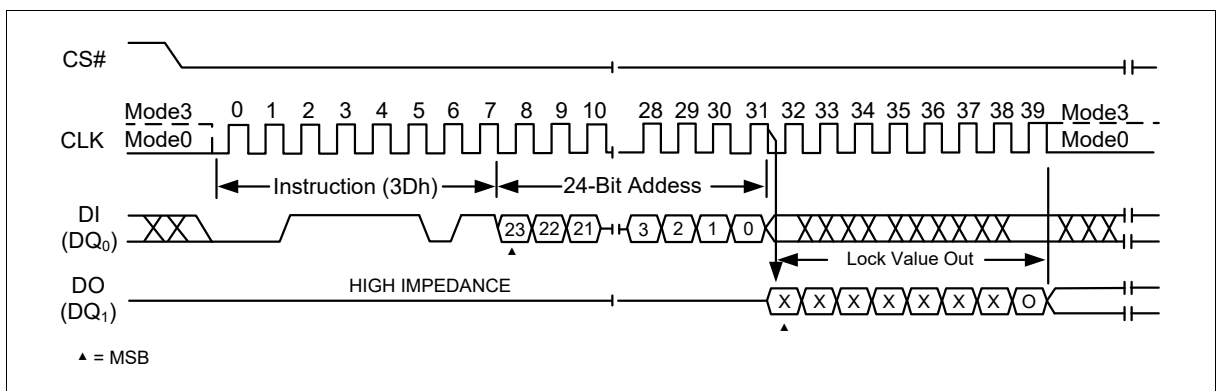 CS#
Mode3 0 1 2 3 4 5 6 7 8 9 10 28 29 30 31 32 33 34 35 36 37 38 39 Mode3
CLK Mode0 Mode0
Instruction (3Dh) 24-Bit Addess
DI
(DQ0) 23 22 21 3 2 1 0
Lock Value Out
DO HIGH IMPEDANCE
(DQ1) X X X X X X X O
▲ = MSB